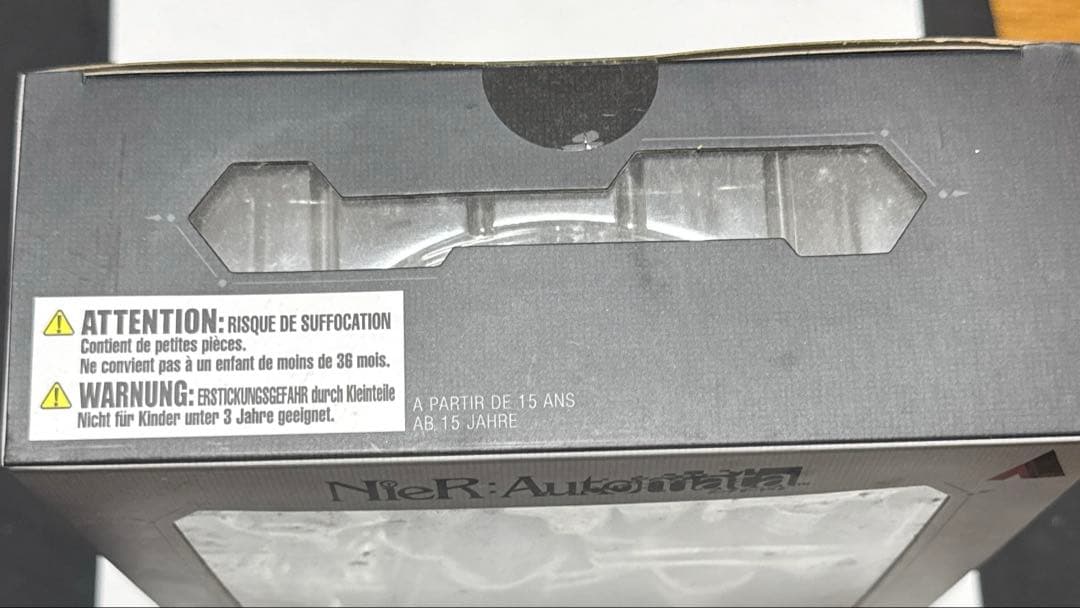 ATTENTION: RISQUE DE SUFFOCATION
Contient de petites pièces.
Ne convient pas à un enfant de moins de 36 mois.
WARNUNG: ERSTICKUNGSGEFAHR durch Kleinteile
Nicht für Kinder unter 3 Jahre geeignet.
A PARTIR DE 15 ANS
AB 15 JAHRE
NieR:Automata